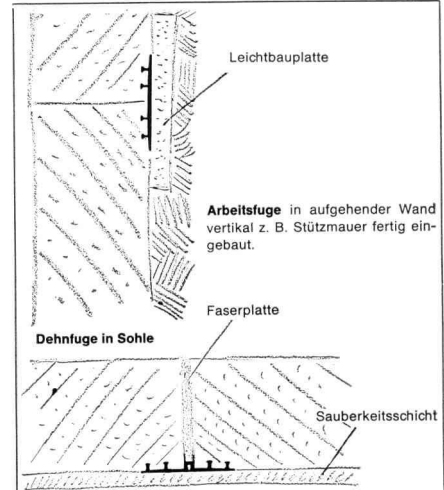 Leichtbauplatte
Arbeitsfuge in aufgehender Wand
vertikal z. B. Stützmauer fertig ein-
gebaut.
Faserplatte
Dehnfuge in Sohle
Sauberkeitsschicht